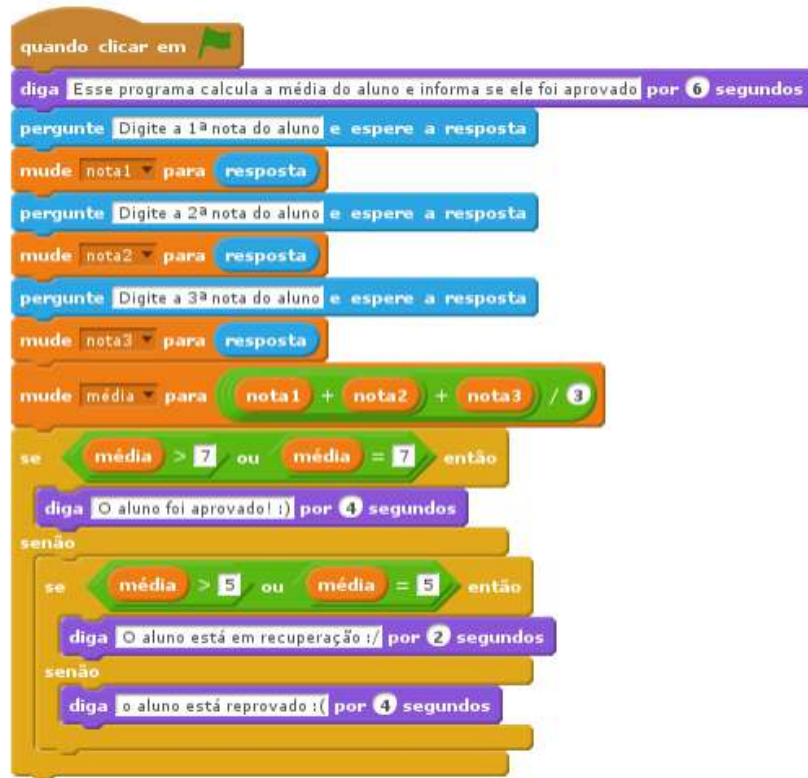 quando clicar em
diga Esse programa calcula a média do aluno e informa se ele foi aprovado por 6 segundos
pergunte Digite a 1ª nota do aluno e espere a resposta
mude nota1 para resposta
pergunte Digite a 2ª nota do aluno e espere a resposta
mude nota2 para resposta
pergunte Digite a 3ª nota do aluno e espere a resposta
mude nota3 para resposta
mude média para nota1 + nota2 + nota3 / 3
se média > 7 ou média = 7 então
diga O aluno foi aprovado! :) por 4 segundos
senão
se média > 5 ou média = 5 então
diga O aluno está em recuperação :/ por 2 segundos
senão
diga o aluno está reprovado :( por 4 segundos